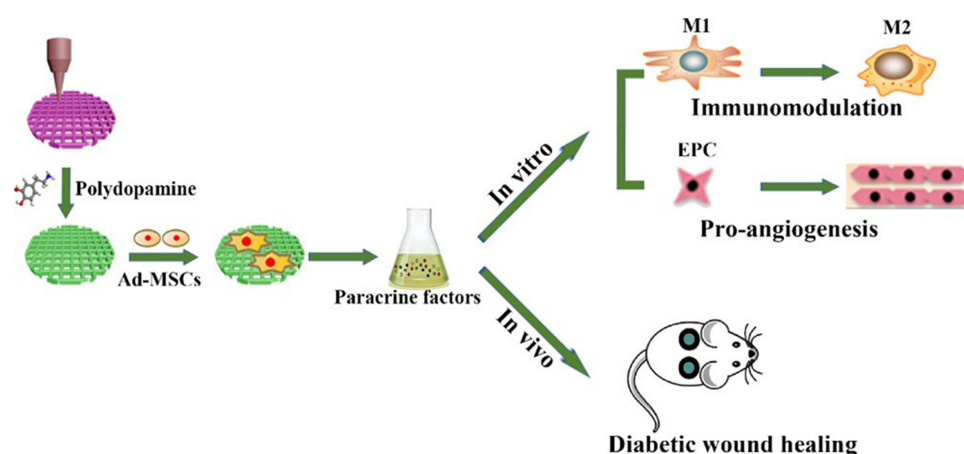 M1
M2
Immunomodulation
Polydopamine
In vitro
EPC
Ad-MSCs
Pro-angiogenesis
Paracrine factors
In vivo
Diabetic wound healing